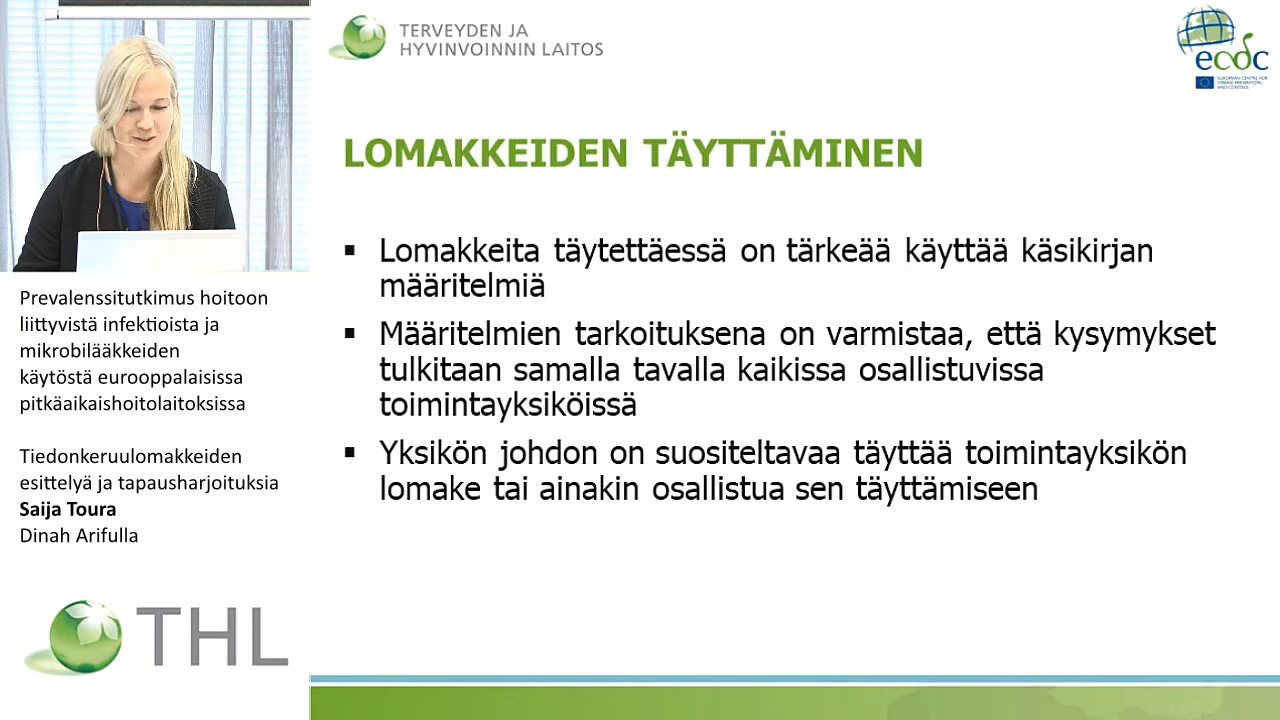 TERVEYDEN JA
HYVINVOINNIN LAITOS
ecdc
EUROPEAN CENTRE FOR
DISEASE PREVENTION
AND CONTROL
LOMAKKEIDEN TÄYTTÄMINEN
▪ Lomakkeita täytettäessä on tärkeää käyttää käsikirjan
määritelmiä
▪ Määritelmien tarkoituksena on varmistaa, että kysymykset
tulkitaan samalla tavalla kaikissa osallistuvissa
toimintayksiköissä
▪ Yksikön johdon on suositeltavaa täyttää toimintayksikön
lomake tai ainakin osallistua sen täyttämiseen
Prevalenssitutkimus hoitoon
liittyvistä infektioista ja
mikrobilääkkeiden
käytöstä eurooppalaisissa
pitkäaikaishoitolaitoksissa
Tiedonkeruulomakkeiden
esittelyä ja tapausharjoituksia
Saija Toura
Dinah Arifulla
THL